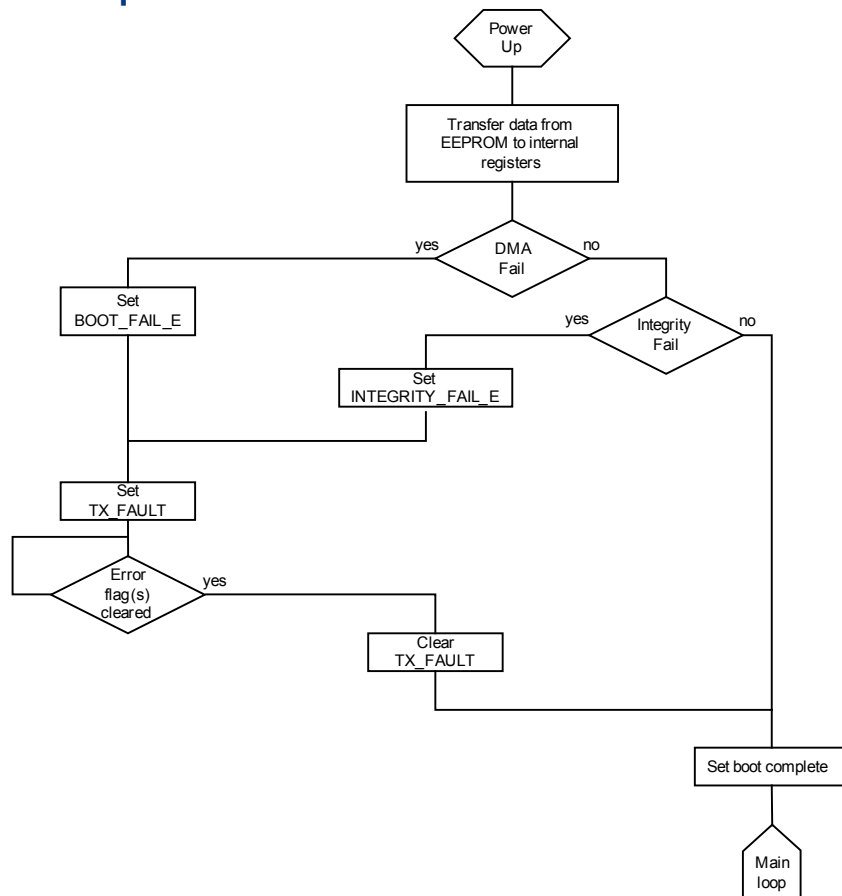 Power
Up
Transfer data from
EEPROM to internal
registers
yes
DMA
Fail
no
Set
BOOT_FAIL_E
yes
Integrity
Fail
no
Set
INTEGRITY_FAIL_E
Set
TX_FAULT
Error
flag(s)
cleared
yes
Clear
TX_FAULT
Set boot complete
Main
loop